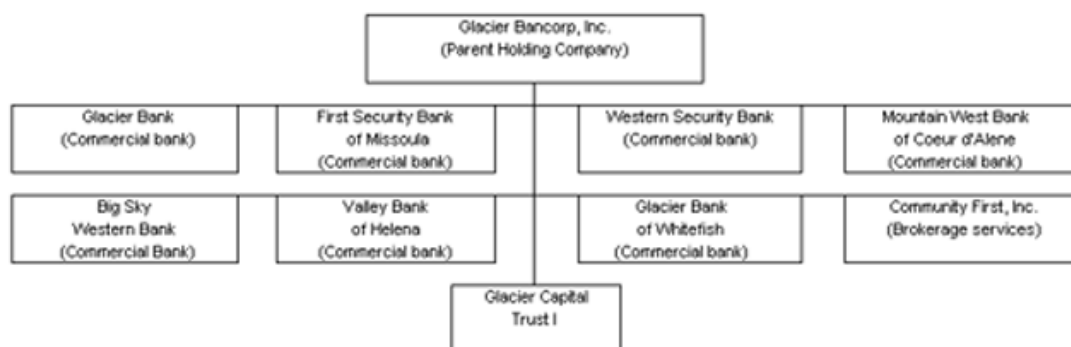 Glacier Bancorp, Inc.
(Parent Holding Company)
Glacier Bank
(Commercial bank)
First Security Bank
of Missoula
(Commercial bank)
Western Security Bank
(Commercial bank)
Mountain West Bank
of Coeur d'Alene
(Commercial bank)
Big Sky
Western Bank
(Commercial Bank)
Valley Bank
of Helena
(Commercial bank)
Glacier Bank
of Whitefish
(Commercial bank)
Community First, Inc.
(Brokerage services)
Glacier Capital
Trust I